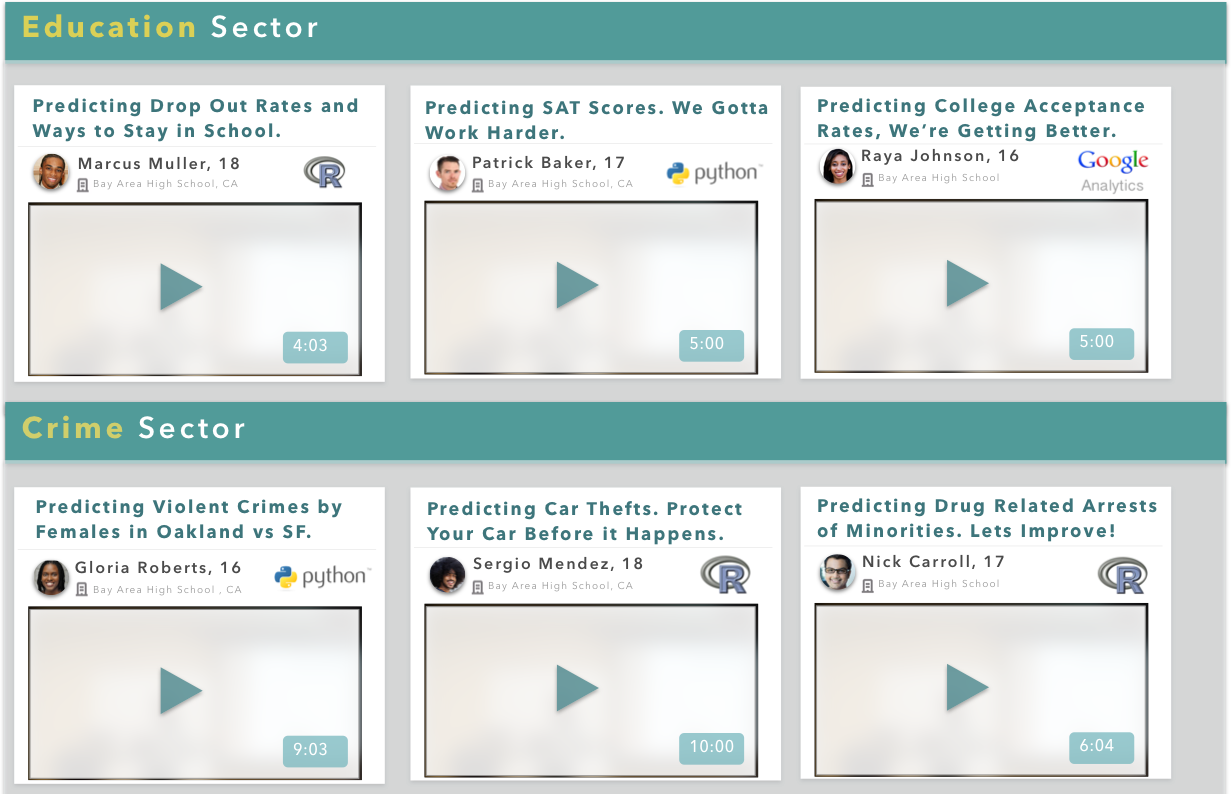 Education Sector
Predicting Drop Out Rates and
Ways to Stay in School.
Marcus Muller, 18
Bay Area High School, CA
R
4:03
Predicting SAT Scores. We Gotta
Work Harder.
Patrick Baker, 17
Bay Area High School, CA
python™
5:00
Predicting College Acceptance
Rates, We’re Getting Better.
Raya Johnson, 16
Bay Area High School
Google
Analytics
5:00
Crime Sector
Predicting Violent Crimes by
Females in Oakland vs SF.
Gloria Roberts, 16
Bay Area High School , CA
python™
9:03
Predicting Car Thefts. Protect
Your Car Before it Happens.
Sergio Mendez, 18
Bay Area High School, CA
R
10:00
Predicting Drug Related Arrests
of Minorities. Lets Improve!
Nick Carroll, 17
Bay Area High School
R
6:04